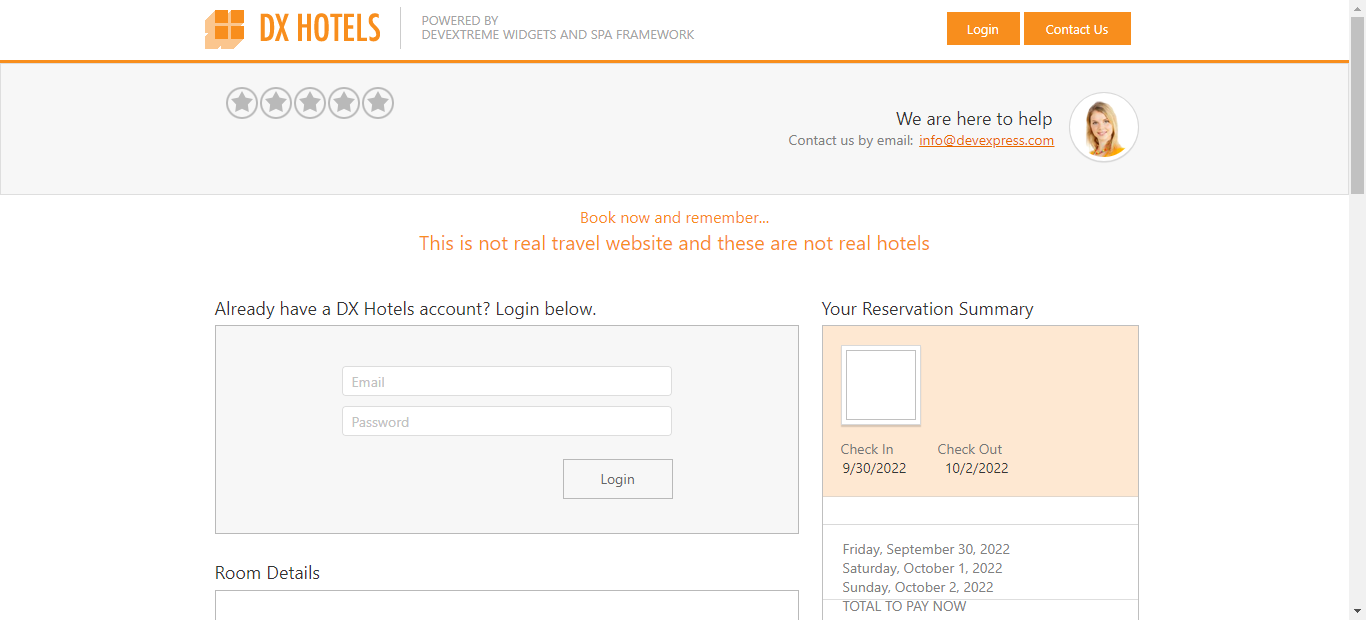 DX HOTELS
POWERED BY
DEVEXTREME WIDGETS AND SPA FRAMEWORK
Login
Contact Us
We are here to help
Contact us by email: info@devexpress.com
Book now and remember...
This is not real travel website and these are not real hotels
Already have a DX Hotels account? Login below.
Email
Password
Login
Room Details
Your Reservation Summary
Check In
Check Out
9/30/2022
10/2/2022
Friday, September 30, 2022
Saturday, October 1, 2022
Sunday, October 2, 2022
TOTAL TO PAY NOW